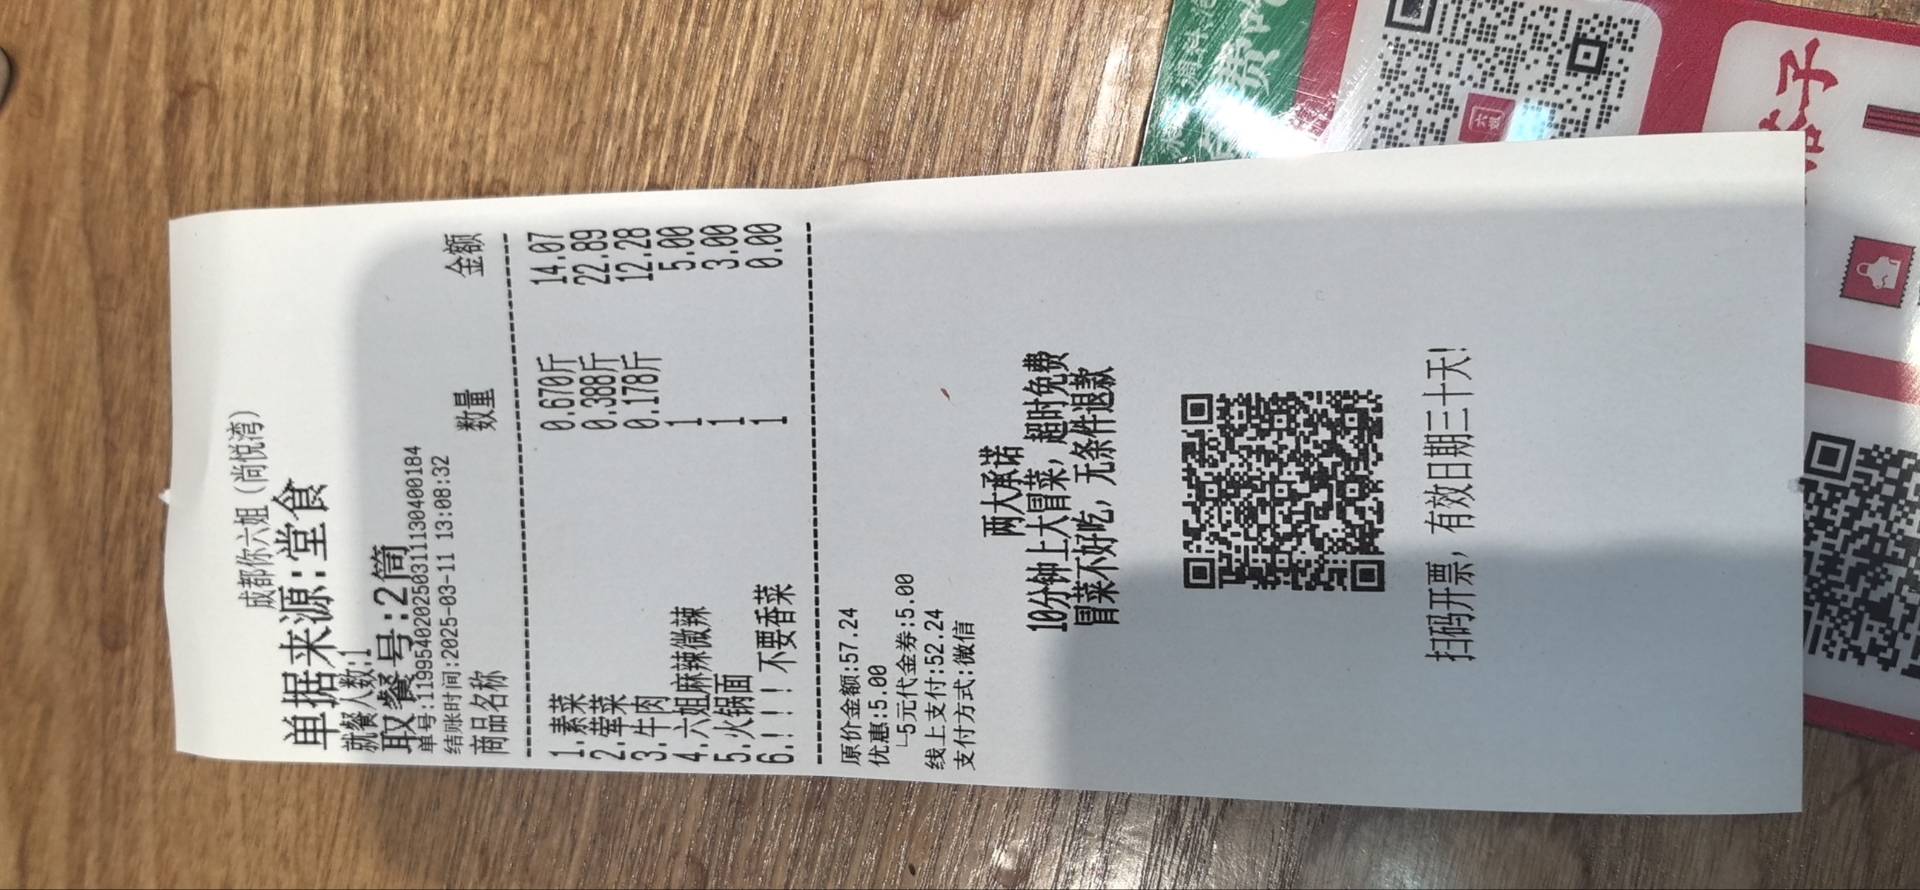 成都你六姐（尚悦湾）
单据来源:堂食
就餐人数:1
取餐号:2筒
单号:11995402025031113040​0184
结账时间:2025-03-11 13:08:32
商品名称 数量 金额
1.素菜 0.670斤 14.07
2.荤菜 0.388斤 22.89
3.牛肉 0.178斤 12.28
4.六姐麻辣微辣 1 5.00
5.火锅面 1 3.00
6.！！！不要香菜 1 0.00
原价金额:57.24
优惠:5.00
└5元代金券:5.00
线上支付:52.24
支付方式:微信
两大承诺
10分钟上大冒菜，超时免费
冒菜不好吃，无条件退款
扫码开票，有效日期三十天!
六姐
费
子